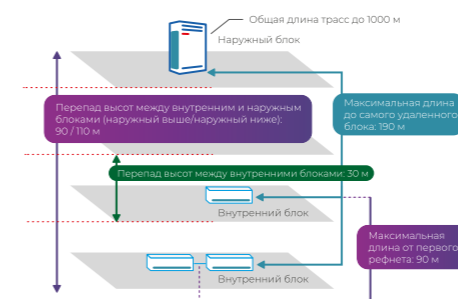 Общая длина трасс до 1000 м
Наружный блок
Перепад высот между внутренним и наружным
блоками (наружный выше/наружный ниже):
90 / 110 м
Максимальная длина
до самого удаленного
блока: 190 м
Перепад высот между внутренними блоками: 30 м
Внутренний блок
Максимальная
длина от первого
рефнета: 90 м
Внутренний блок